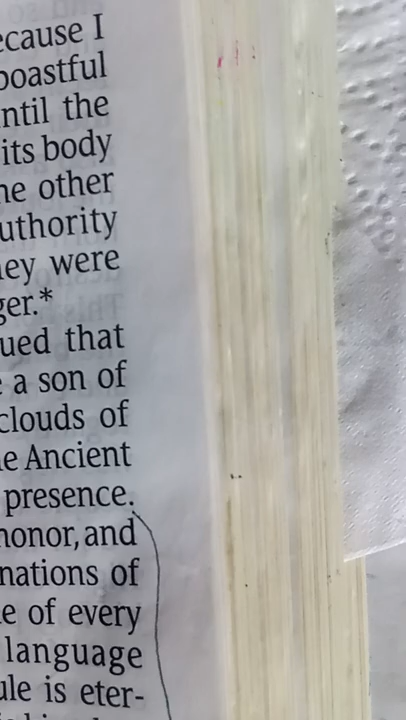 ecause I
boastful
ntil the
its body
he other
uthority
hey were
ger.*
ued that
e a son of
clouds of
e Ancient
presence.
honor, and
nations of
e of every
language
ule is eter-